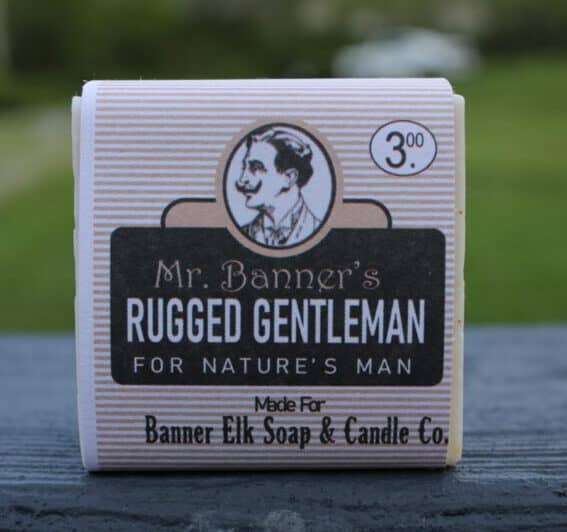 3.00
Mr. Banner's
RUGGED GENTLEMAN
FOR NATURE'S MAN
Made For
Banner Elk Soap & Candle Co.